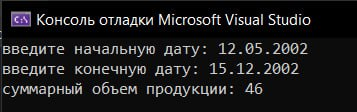 Консоль отладки Microsoft Visual Studio
введите начальную дату: 12.05.2002
введите конечную дату: 15.12.2002
суммарный объем продукции: 46